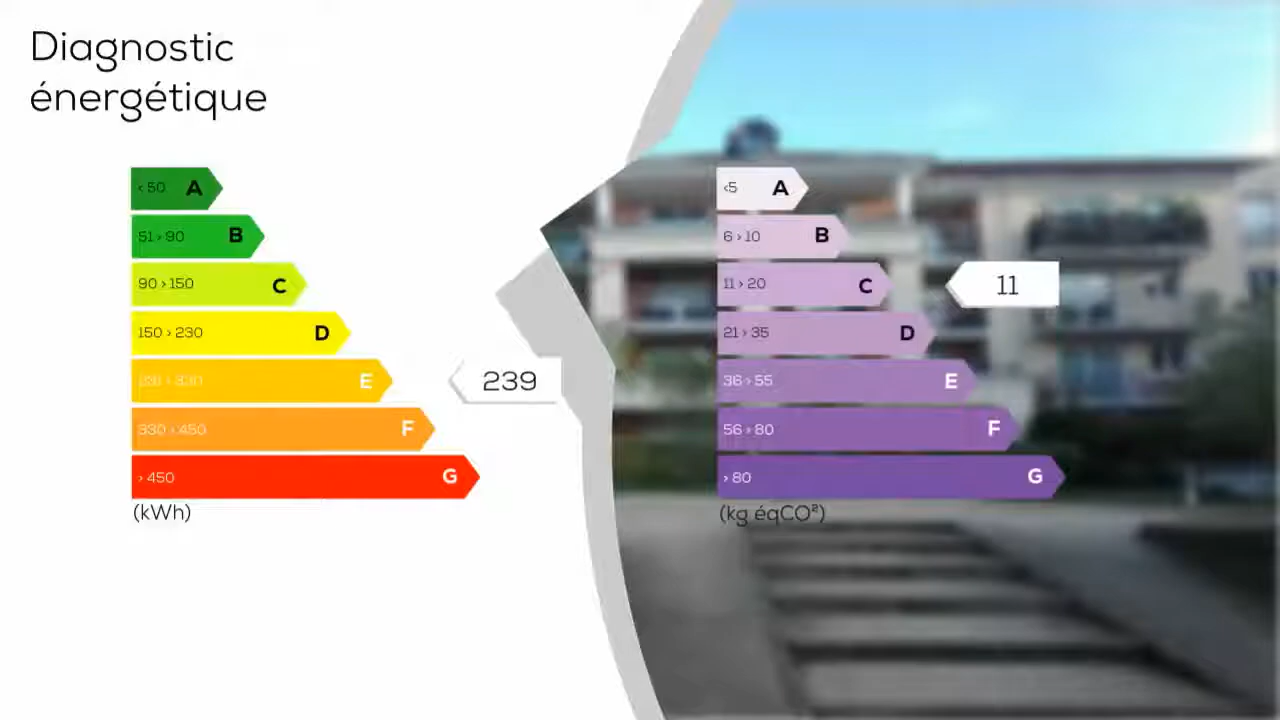 Diagnostic
énergétique
< 50 A
51 > 90 B
90 > 150 C
150 > 230 D
E
330 > 450 F
> 450 G
(kWh)
239
<5 A
6 > 10 B
11 > 20 C
21 > 35 D
36 > 55 E
56 > 80 F
> 80 G
(kg éqCO²)
11